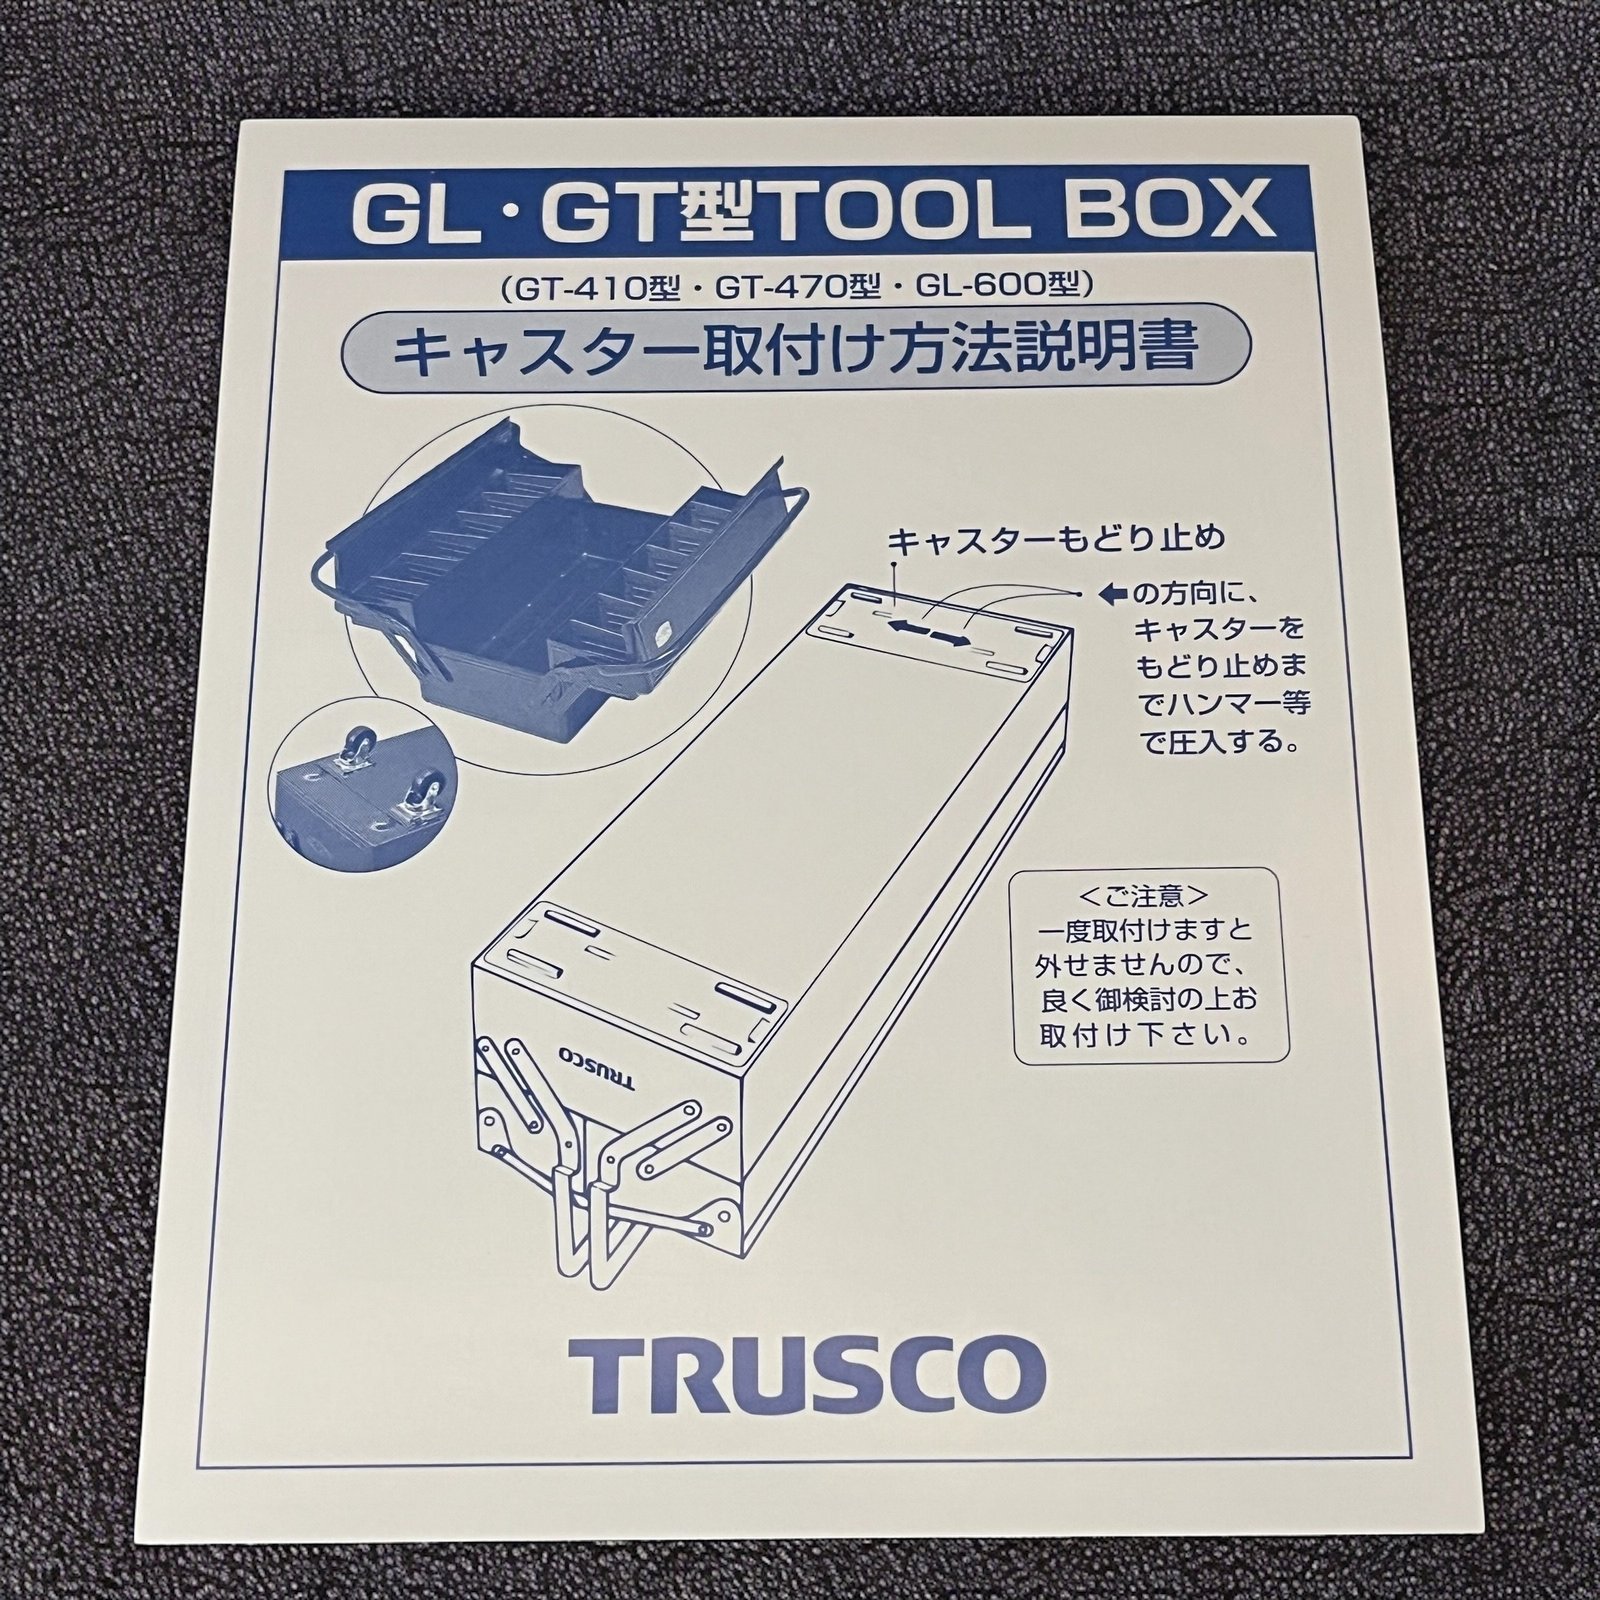 GL・GT型TOOL BOX
（GT-410型・GT-470型・GL-600型）
キャスター取付け方法説明書
キャスターもどり止め
←の方向に、
キャスターを
もどり止めま
でハンマー等
で圧入する。
＜ご注意＞
一度取付けますと
外せませんので、
良く御検討の上お
取付け下さい。
TRUSCO
TRUSCO